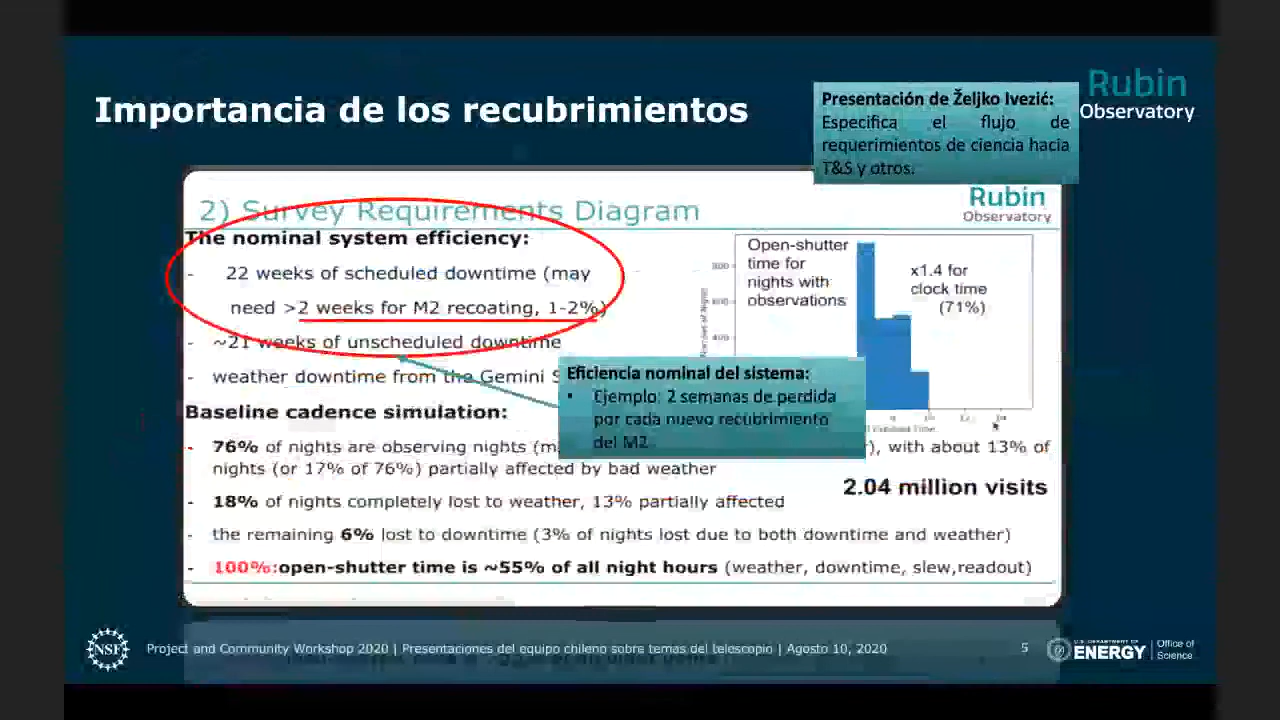 Importancia de los recubrimientos
Presentación de Željko Ivezić:
Especifica el flujo de
requerimientos de ciencia hacia
T&S y otros.
Rubin
Observatory
2) Survey Requirements Diagram
Rubin
Observatory
The nominal system efficiency:
- 22 weeks of scheduled downtime (may
need >2 weeks for M2 recoating, 1-2%)
- ~21 weeks of unscheduled downtime
- weather downtime from the Gemini S
Open-shutter
time for
nights with
observations
x1.4 for
clock time
(71%)
Eficiencia nominal del sistema:
• Ejemplo: 2 semanas de perdida
por cada nuevo recubrimiento
del M2.
Baseline cadence simulation:
- 76% of nights are observing nights (m ), with about 13% of
nights (or 17% of 76%) partially affected by bad weather
2.04 million visits
- 18% of nights completely lost to weather, 13% partially affected
- the remaining 6% lost to downtime (3% of nights lost due to both downtime and weather)
- 100%:open-shutter time is ~55% of all night hours (weather, downtime, slew,readout)
NSF
Project and Community Workshop 2020 | Presentaciones del equipo chileno sobre temas del telescopio | Agosto 10, 2020
5
U.S. DEPARTMENT OF
ENERGY
Office of
Science